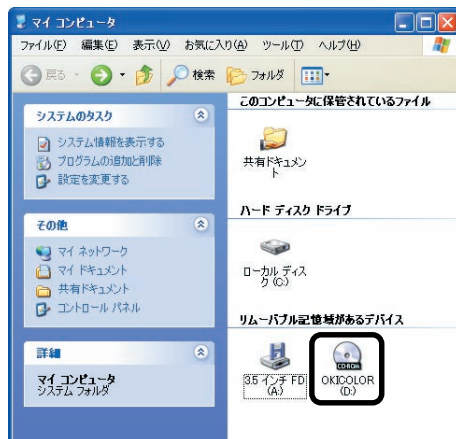 マイ コンピュータ
ファイル(F) 編集(E) 表示(V) お気に入り(A) ツール(T) ヘルプ(H)
戻る 検索 フォルダ
システムのタスク
システム情報を表示する
プログラムの追加と削除
設定を変更する
その他
マイ ネットワーク
マイ ドキュメント
共有ドキュメント
コントロール パネル
詳細
マイ コンピュータ
システム フォルダ
このコンピュータに保管されているファイル
共有ドキュメン
ト
ハード ディスク ドライブ
ローカル ディス
ク (C:)
リムーバブル記憶域があるデバイス
3.5 インチ FD
(A:)
CD-ROM
OKICOLOR
(D:)